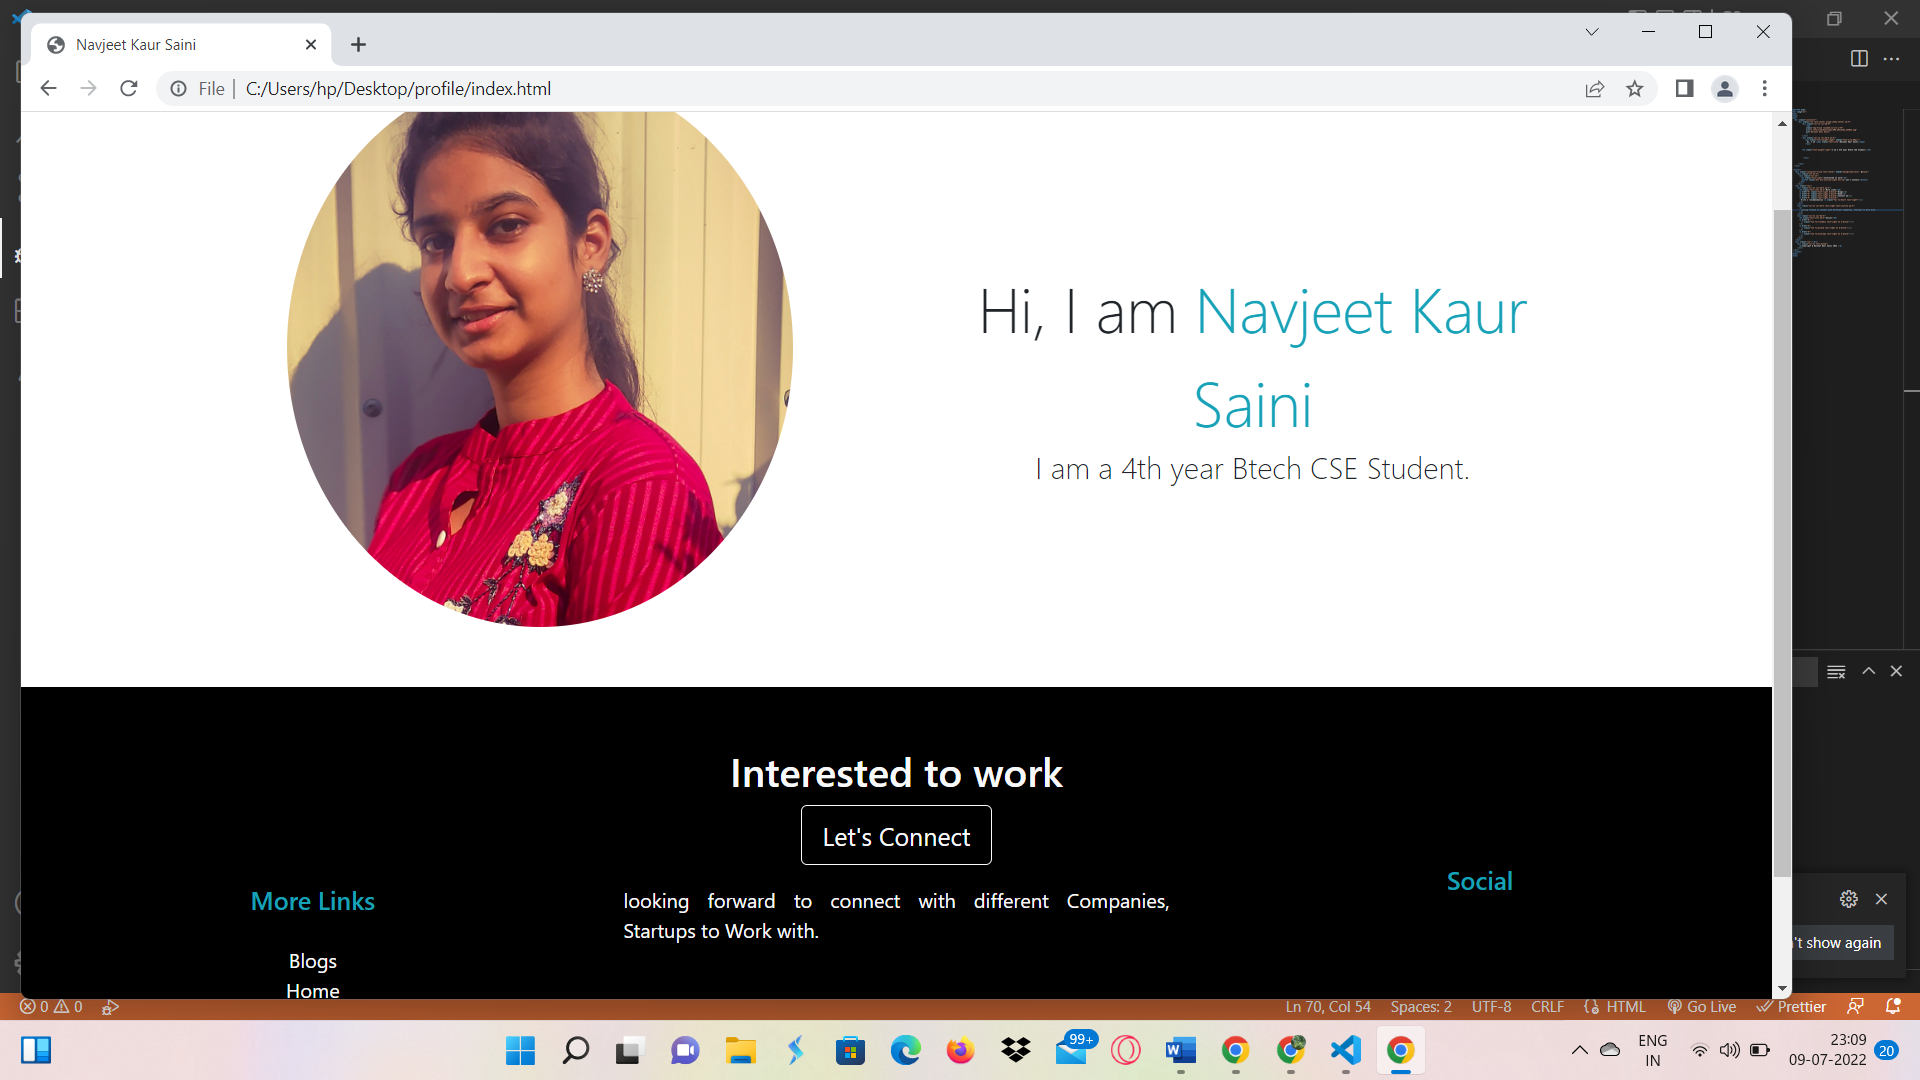 Navjeet Kaur Saini
File
C:/Users/hp/Desktop/profile/index.html
Hi, I am Navjeet Kaur
Saini
I am a 4th year Btech CSE Student.
Interested to work
Let's Connect
More Links
Blogs
Home
looking forward to connect with different Companies,
Startups to Work with.
Social
't show again
0 0
Ln 70, Col 54 Spaces: 2 UTF-8 CRLF HTML Go Live Prettier
99+
ENG
IN
23:09
09-07-2022
20